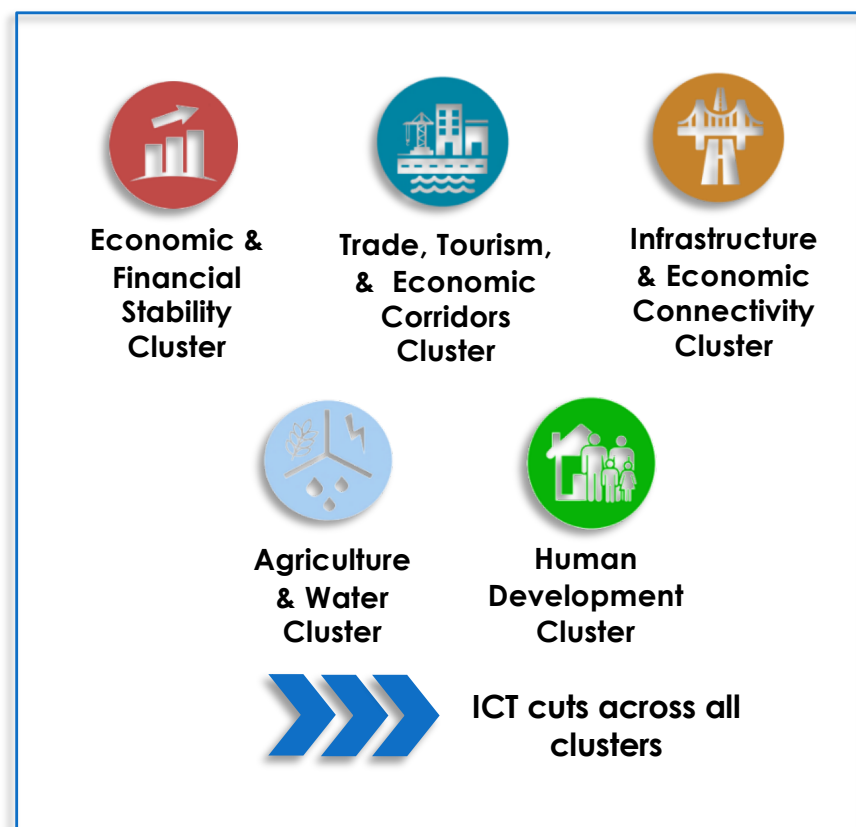 Economic &
Financial
Stability
Cluster
Trade, Tourism,
& Economic
Corridors
Cluster
Infrastructure
& Economic
Connectivity
Cluster
Agriculture
& Water
Cluster
Human
Development
Cluster
ICT cuts across all
clusters